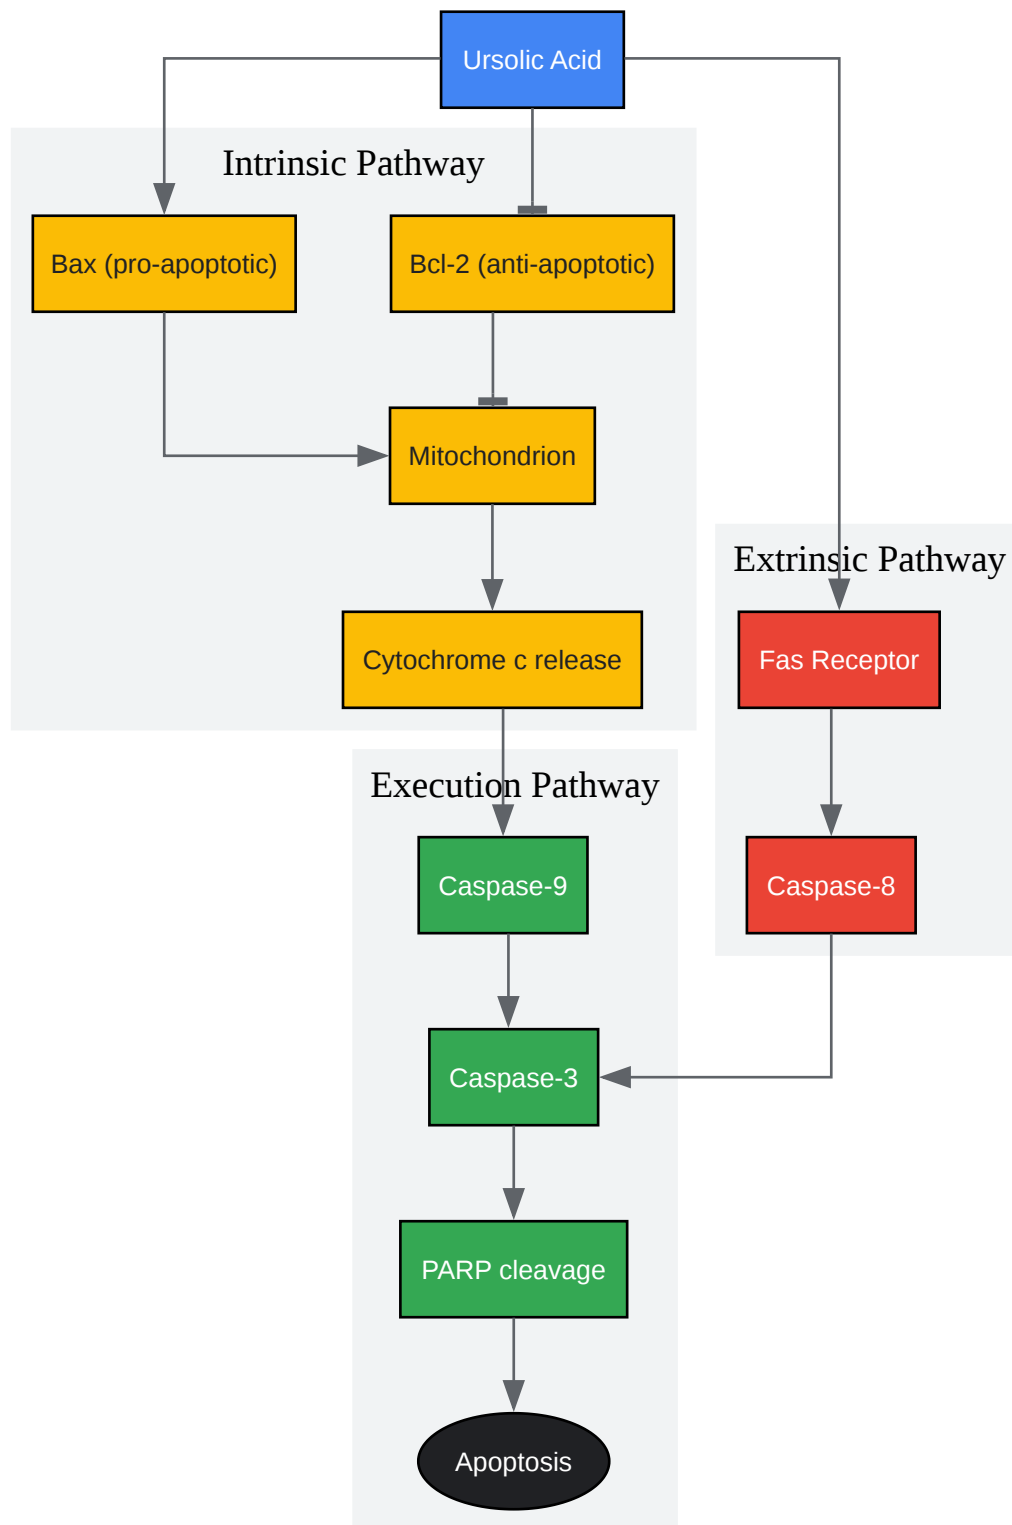 Ursolic Acid
Intrinsic Pathway
Bax (pro-apoptotic)
Bcl-2 (anti-apoptotic)
Mitochondrion
Extrinsic Pathway
Cytochrome c release
Fas Receptor
Execution Pathway
Caspase-9
Caspase-8
Caspase-3
PARP cleavage
Apoptosis